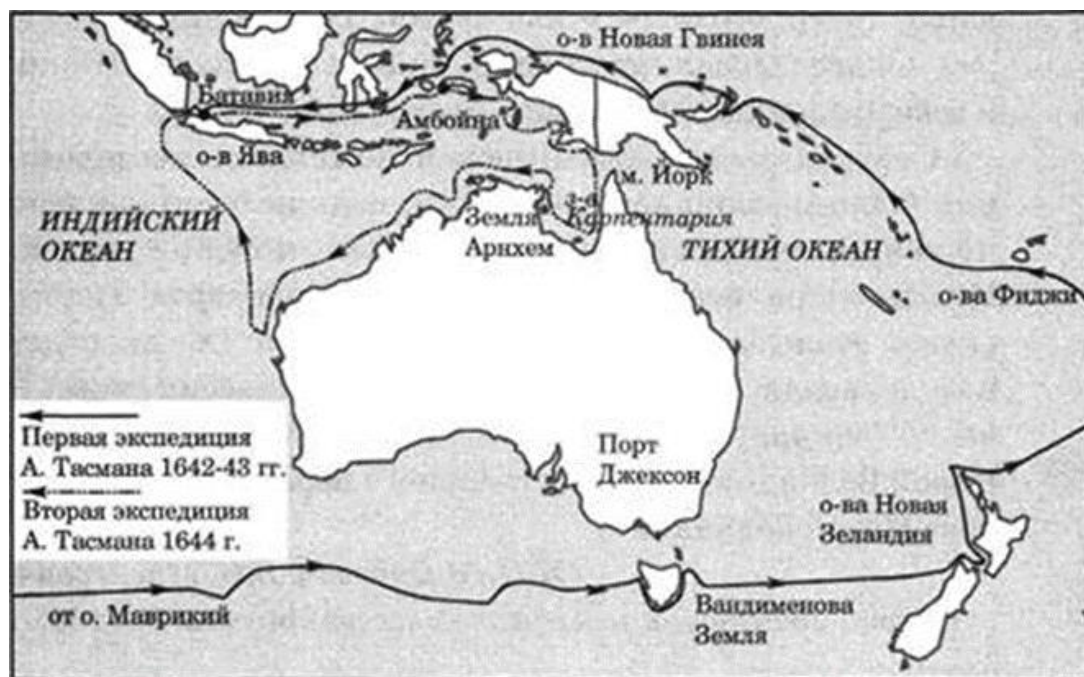 о-в Новая Гвинея
Батавия
Амбойна
о-в Ява
м. Йорк
ИНДИЙСКИЙ
ОКЕАН
Земля
Арнхем
з-в
Карпентария
ТИХИЙ ОКЕАН
о-ва Фиджи
Первая экспедиция
А. Тасмана 1642-43 гг.
Вторая экспедиция
А. Тасмана 1644 г.
Порт
Джексон
о-ва Новая
Зеландия
от о. Маврикий
Вандименова
Земля